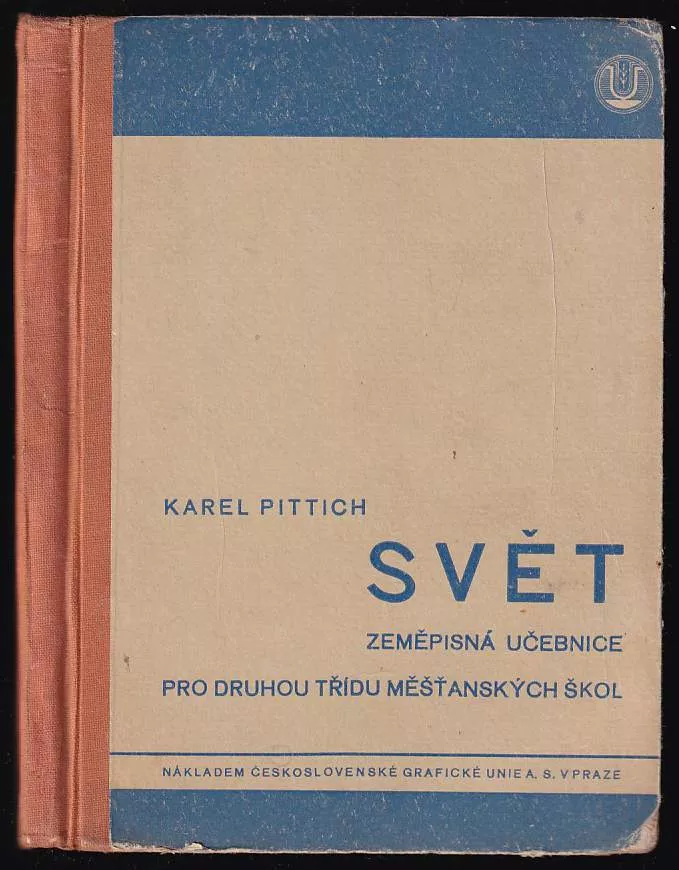 U
KAREL PITTICH
SVĚT
ZEMĚPISNÁ UČEBNICE
PRO DRUHOU TŘÍDU MĚŠŤANSKÝCH ŠKOL
NÁKLADEM ČESKOSLOVENSKÉ GRAFICKÉ UNIE A. S. V PRAZE